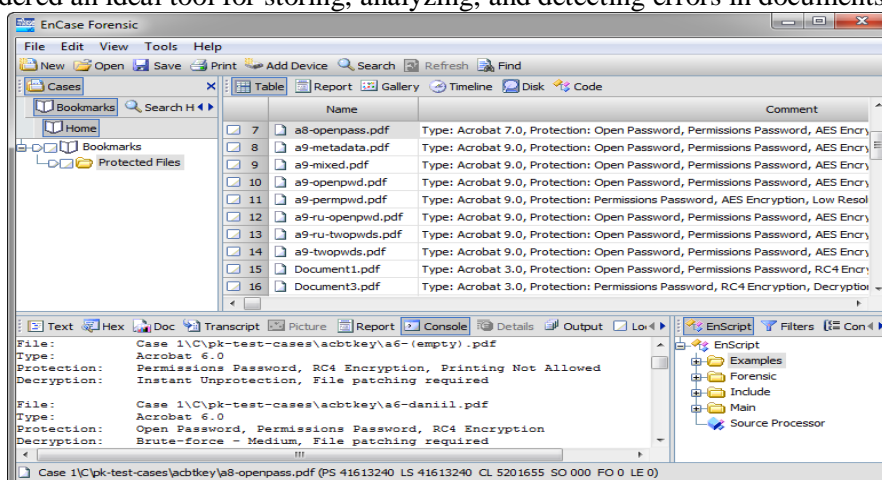 dered an ideal tool for storing, analyzing, and detecting errors in documents
EnCase Forensic
File Edit View Tools Help
New Open Save Print Add Device Search Refresh Find
Cases Table Report Gallery Timeline Disk Code
Bookmarks Search H Name Comment
Home
Bookmarks
Protected Files
7 a8-openpass.pdf Type: Acrobat 7.0, Protection: Open Password, Permissions Password, AES Encry
8 a9-metadata.pdf Type: Acrobat 9.0, Protection: Open Password, Permissions Password, AES Encry
9 a9-mixed.pdf Type: Acrobat 9.0, Protection: Open Password, Permissions Password, AES Encry
10 a9-openpwd.pdf Type: Acrobat 9.0, Protection: Open Password, Permissions Password, AES Encry
11 a9-permpwd.pdf Type: Acrobat 9.0, Protection: Permissions Password, AES Encryption, Low Resol
12 a9-ru-openpwd.pdf Type: Acrobat 9.0, Protection: Open Password, Permissions Password, AES Encry
13 a9-ru-twopwds.pdf Type: Acrobat 9.0, Protection: Open Password, Permissions Password, AES Encry
14 a9-twopwds.pdf Type: Acrobat 9.0, Protection: Open Password, Permissions Password, AES Encry
15 Document1.pdf Type: Acrobat 3.0, Protection: Open Password, Permissions Password, RC4 Encry
16 Document3.pdf Type: Acrobat 3.0, Protection: Permissions Password, RC4 Encryption, Decryption
Text Hex Doc Transcript Picture Report Console Details Output Lo
EnScript Filters Con
File: Case 1\C\pk-test-cases\acbtkey\a6-(empty).pdf
Type: Acrobat 6.0
Protection: Permissions Password, RC4 Encryption, Printing Not Allowed
Decryption: Instant Unprotection, File patching required
File: Case 1\C\pk-test-cases\acbtkey\a6-daniil.pdf
Type: Acrobat 6.0
Protection: Open Password, Permissions Password, RC4 Encryption
Decryption: Brute-force - Medium, File patching required
EnScript
Examples
Forensic
Include
Main
Source Processor
Case 1\C\pk-test-cases\acbtkey\a8-openpass.pdf (PS 41613240 LS 41613240 CL 5201655 SO 000 FO 0 LE 0)